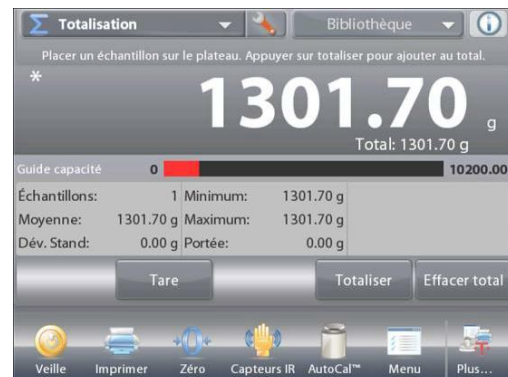 Σ Totalisation Bibliothèque
Placer un échantillon sur le plateau. Appuyer sur totaliser pour ajouter au total.
* 1301.70 g
Total: 1301.70 g
Guide capacité 0 10200.00
Échantillons: 1 Minimum: 1301.70 g
Moyenne: 1301.70 g Maximum: 1301.70 g
Dév. Stand: 0.00 g Portée: 0.00 g
Tare Totaliser Effacer total
Veille Imprimer Zéro Capteurs IR AutoCal™ Menu Plus...